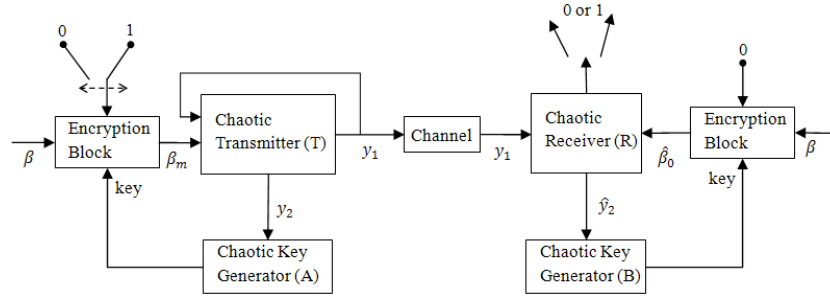 0 1
0 or 1
0
Encryption
Block
β
β_m
key
Chaotic
Transmitter (T)
y_1
Channel
y_1
Chaotic
Receiver (R)
β̂_0
Encryption
Block
β
key
y_2
ŷ_2
Chaotic Key
Generator (A)
Chaotic Key
Generator (B)